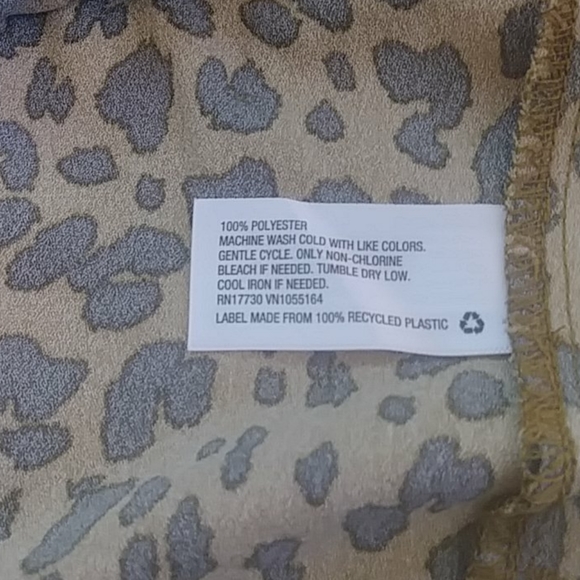 100% POLYESTER
MACHINE WASH COLD WITH LIKE COLORS.
GENTLE CYCLE. ONLY NON-CHLORINE
BLEACH IF NEEDED. TUMBLE DRY LOW.
COOL IRON IF NEEDED.
RN17730 VN1055164
LABEL MADE FROM 100% RECYCLED PLASTIC